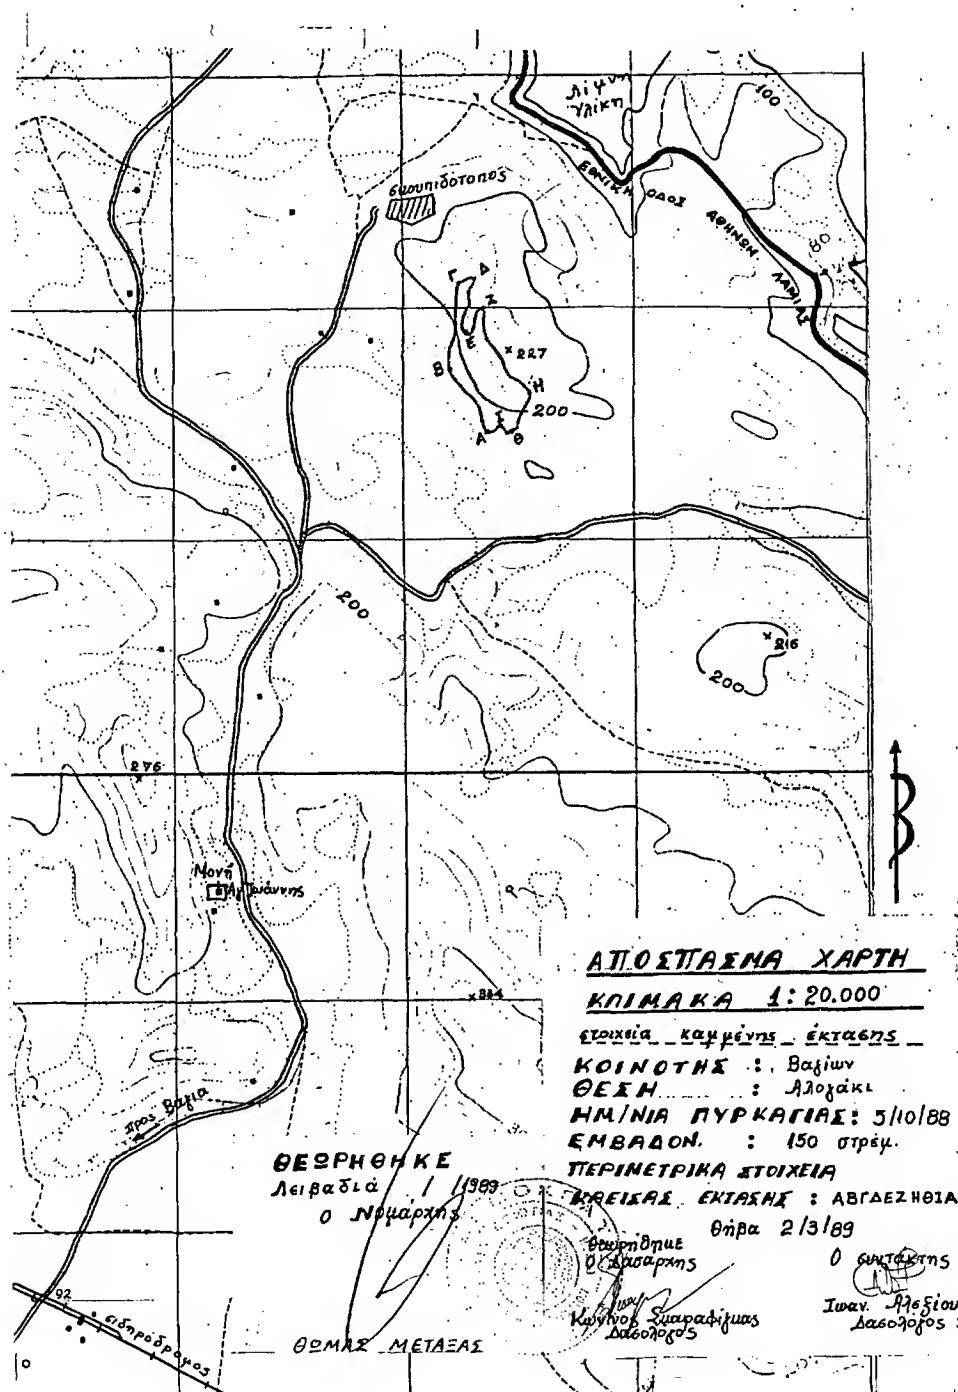 Λίμνη
Υλίκη
100
σκουπιδότοπος
ΕΘΝΙΚΗ ΟΔΟΣ ΑΘΗΝΩΝ ΛΑΜΙΑΣ
80
Γ Δ
Ζ
Ε
227
Β
Η
200
Α Ι Θ
200
216
200
276
Β
Μονή
Αγ Ιωάννης
ΑΠΟΣΠΑΣΜΑ ΧΑΡΤΗ
ΚΛΙΜΑΚΑ 1:20.000
στοιχεία καμμένης έκτασης
ΚΟΙΝΟΤΗΣ : Βαγίων
ΘΕΣΗ : Αλογάκι
ΗΜ/ΝΙΑ ΠΥΡΚΑΓΙΑΣ: 5/10/88
ΕΜΒΑΔΟΝ. : 150 στρέμ.
ΠΕΡΙΜΕΤΡΙΚΑ ΣΤΟΙΧΕΙΑ
ΚΑΕΙΣΑΣ ΕΚΤΑΣΗΣ : ΑΒΓΔΕΖΗΘΙΑ
Θήβα 2/3/89
θεωρήθηκε
Ο Δασάρχης
Ο συντάκτης
Ιωαν. Αλεξίου
Δασολόγος
Δασολόγος
προς Βαγια
ΘΕΩΡΗΘΗΚΕ
Λειβαδιά / /1989
Ο Νομάρχης
ΘΩΜΑΣ ΜΕΤΑΞΑΣ
92
σιδηρόδρομος